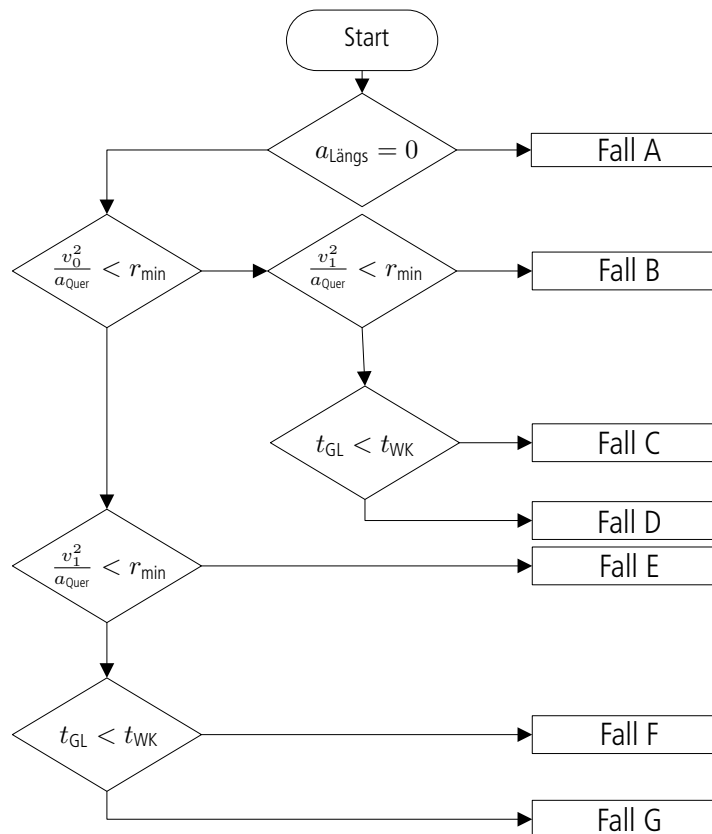 Start
a_Längs = 0
Fall A
v_0^2/a_Quer < r_min
v_1^2/a_Quer < r_min
Fall B
t_GL < t_WK
Fall C
Fall D
v_1^2/a_Quer < r_min
Fall E
t_GL < t_WK
Fall F
Fall G